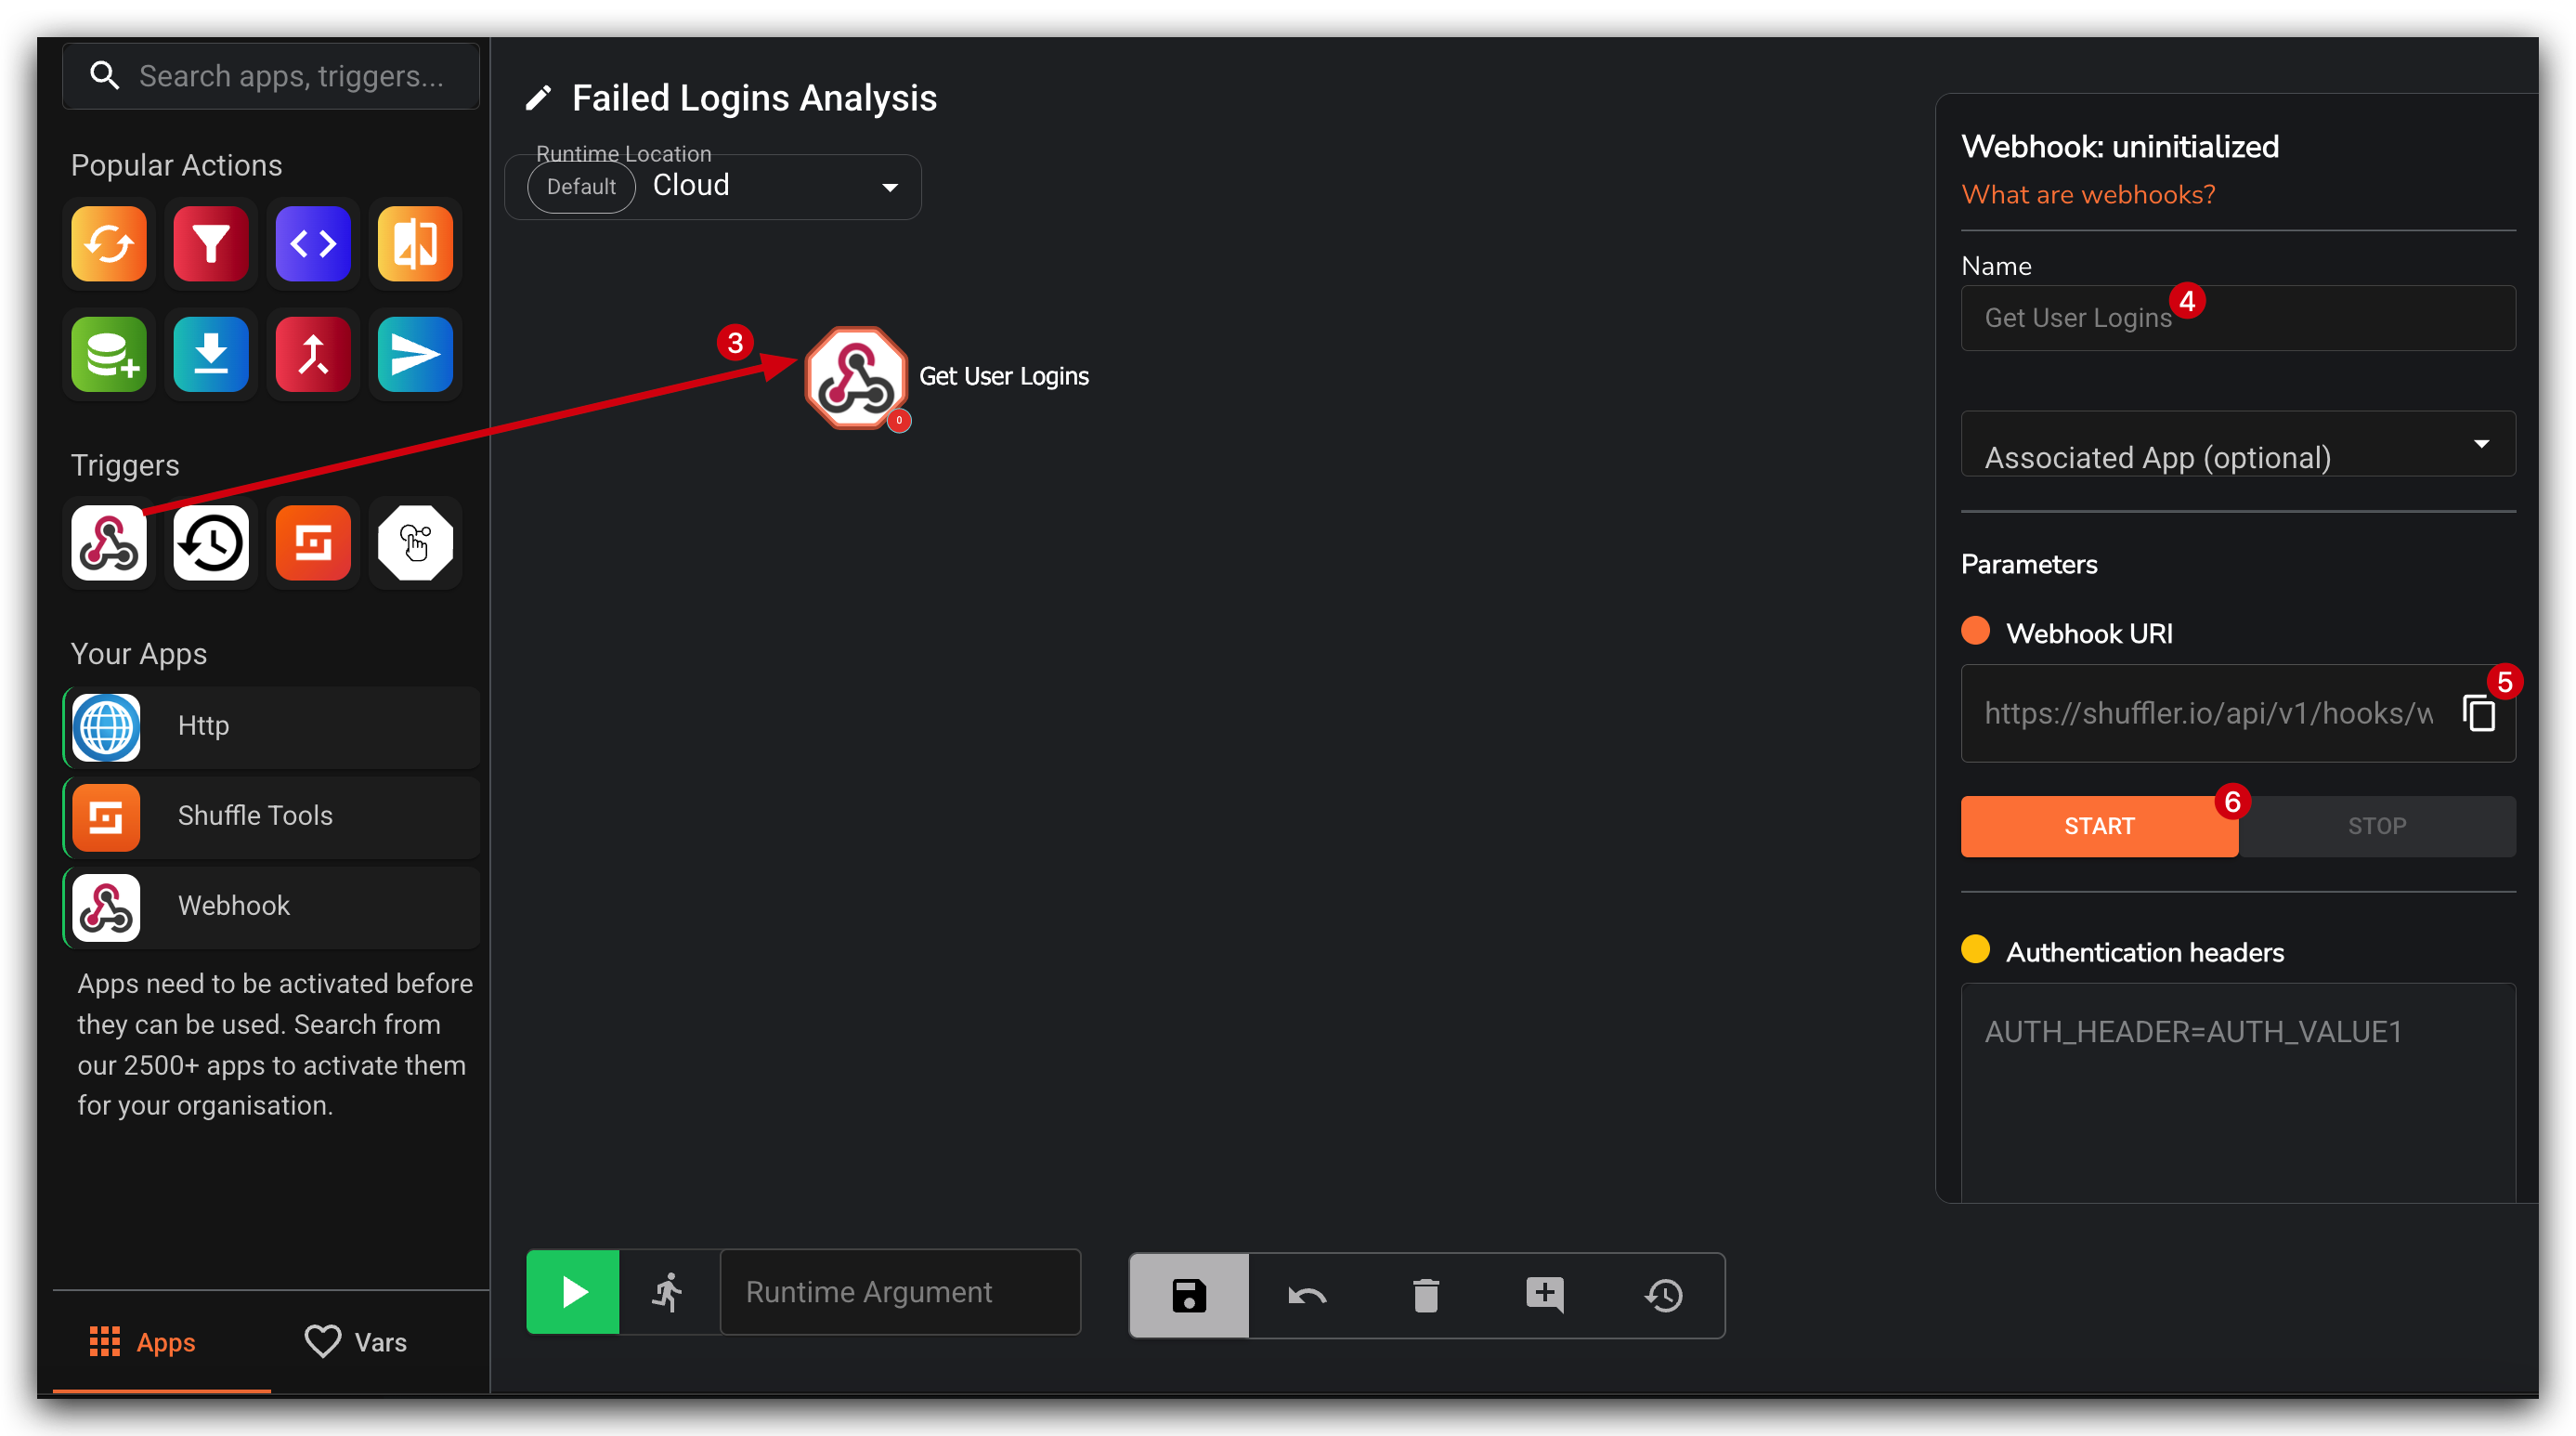 Search apps, triggers...
Popular Actions
Triggers
Your Apps
Http
Shuffle Tools
Webhook
Apps need to be activated before
they can be used. Search from
our 2500+ apps to activate them
for your organisation.
Apps
Vars
Failed Logins Analysis
Runtime Location
Default
Cloud
3
Get User Logins
0
Runtime Argument
Webhook: uninitialized
What are webhooks?
Name
Get User Logins
4
Associated App (optional)
Parameters
Webhook URI
5
https://shuffler.io/api/v1/hooks/w
6
START
STOP
Authentication headers
AUTH_HEADER=AUTH_VALUE1